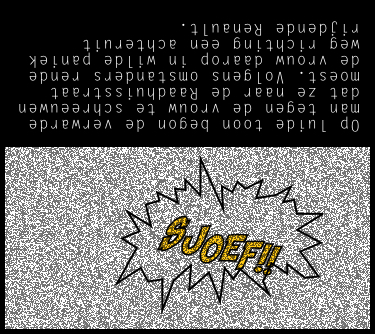 Op luide toon begon de verwarde
man tegen de vrouw te schreeuwen
dat ze naar de Raadhuisstraat
moest. Volgens omstanders rende
de vrouw daarop in wilde paniek
weg richting een achteruit
rijdende Renault.
SJOEF!!